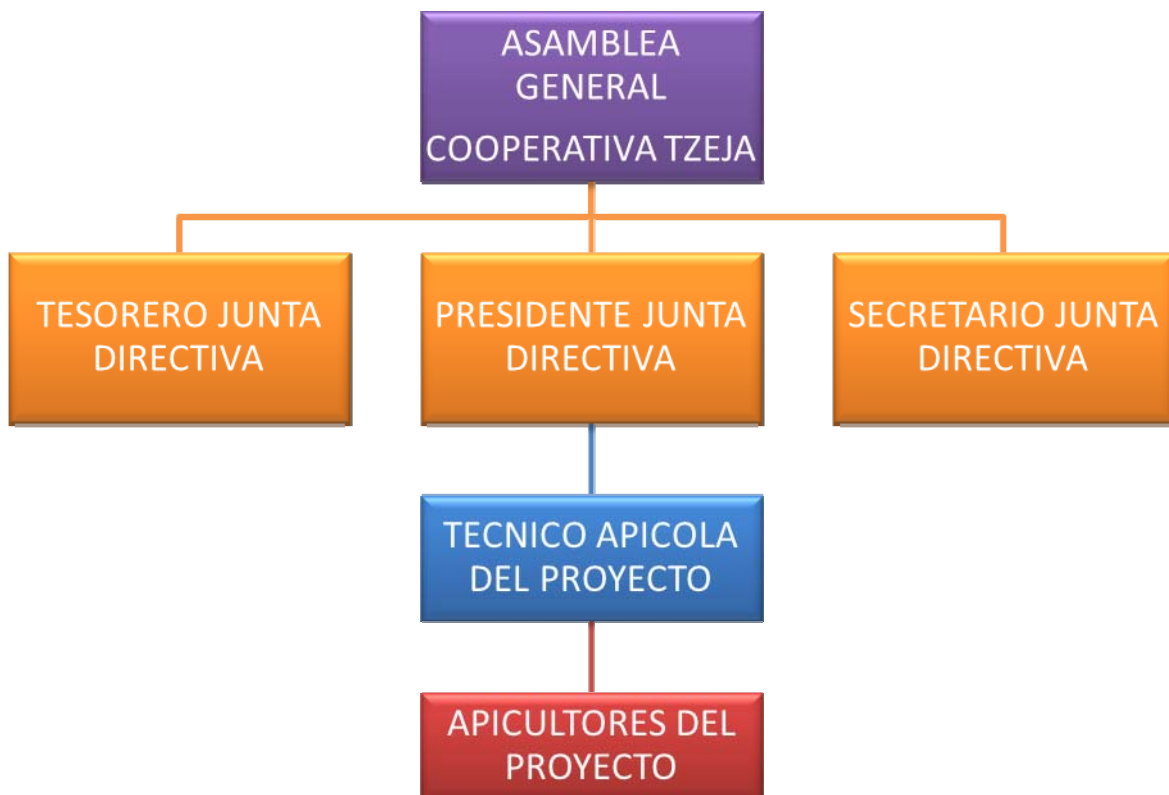 ASAMBLEA
GENERAL
COOPERATIVA TZEJA
TESORERO JUNTA
DIRECTIVA
PRESIDENTE JUNTA
DIRECTIVA
SECRETARIO JUNTA
DIRECTIVA
TECNICO APICOLA
DEL PROYECTO
APICULTORES DEL
PROYECTO